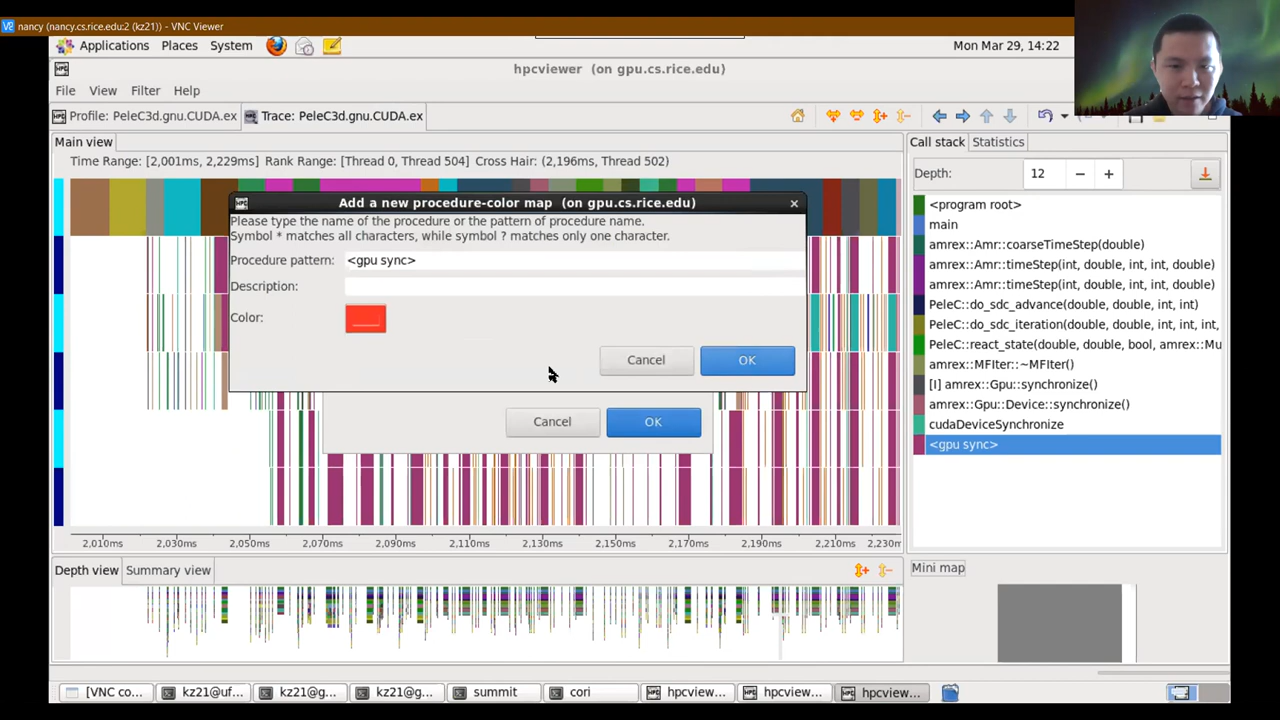 nancy (nancy.cs.rice.edu:2 (kz21)) - VNC Viewer
Applications Places System Mon Mar 29, 14:22
hpcviewer (on gpu.cs.rice.edu)
File View Filter Help
Profile: PeleC3d.gnu.CUDA.ex Trace: PeleC3d.gnu.CUDA.ex
Main view
Time Range: [2,001ms, 2,229ms] Rank Range: [Thread 0, Thread 504] Cross Hair: (2,196ms, Thread 502)
Add a new procedure-color map (on gpu.cs.rice.edu)
Please type the name of the procedure or the pattern of procedure name.
Symbol * matches all characters, while symbol ? matches only one character.
Procedure pattern: <gpu sync>
Description:
Color:
Cancel OK
Cancel OK
2,010ms 2,030ms 2,050ms 2,070ms 2,090ms 2,110ms 2,130ms 2,150ms 2,170ms 2,190ms 2,210ms 2,230m
Depth view Summary view
Call stack Statistics
Depth: 12
<program root>
main
amrex::Amr::coarseTimeStep(double)
amrex::Amr::timeStep(int, double, int, int, double)
amrex::Amr::timeStep(int, double, int, int, double)
PeleC::do_sdc_advance(double, double, int, int)
PeleC::do_sdc_iteration(double, double, int, int,
PeleC::react_state(double, double, bool, amrex::Mu
amrex::MFIter::~MFIter()
[I] amrex::Gpu::synchronize()
amrex::Gpu::Device::synchronize()
cudaDeviceSynchronize
<gpu sync>
Mini map
[VNC co... kz21@uf... kz21@g... kz21@g... summit cori hpcview... hpcview... hpcview...